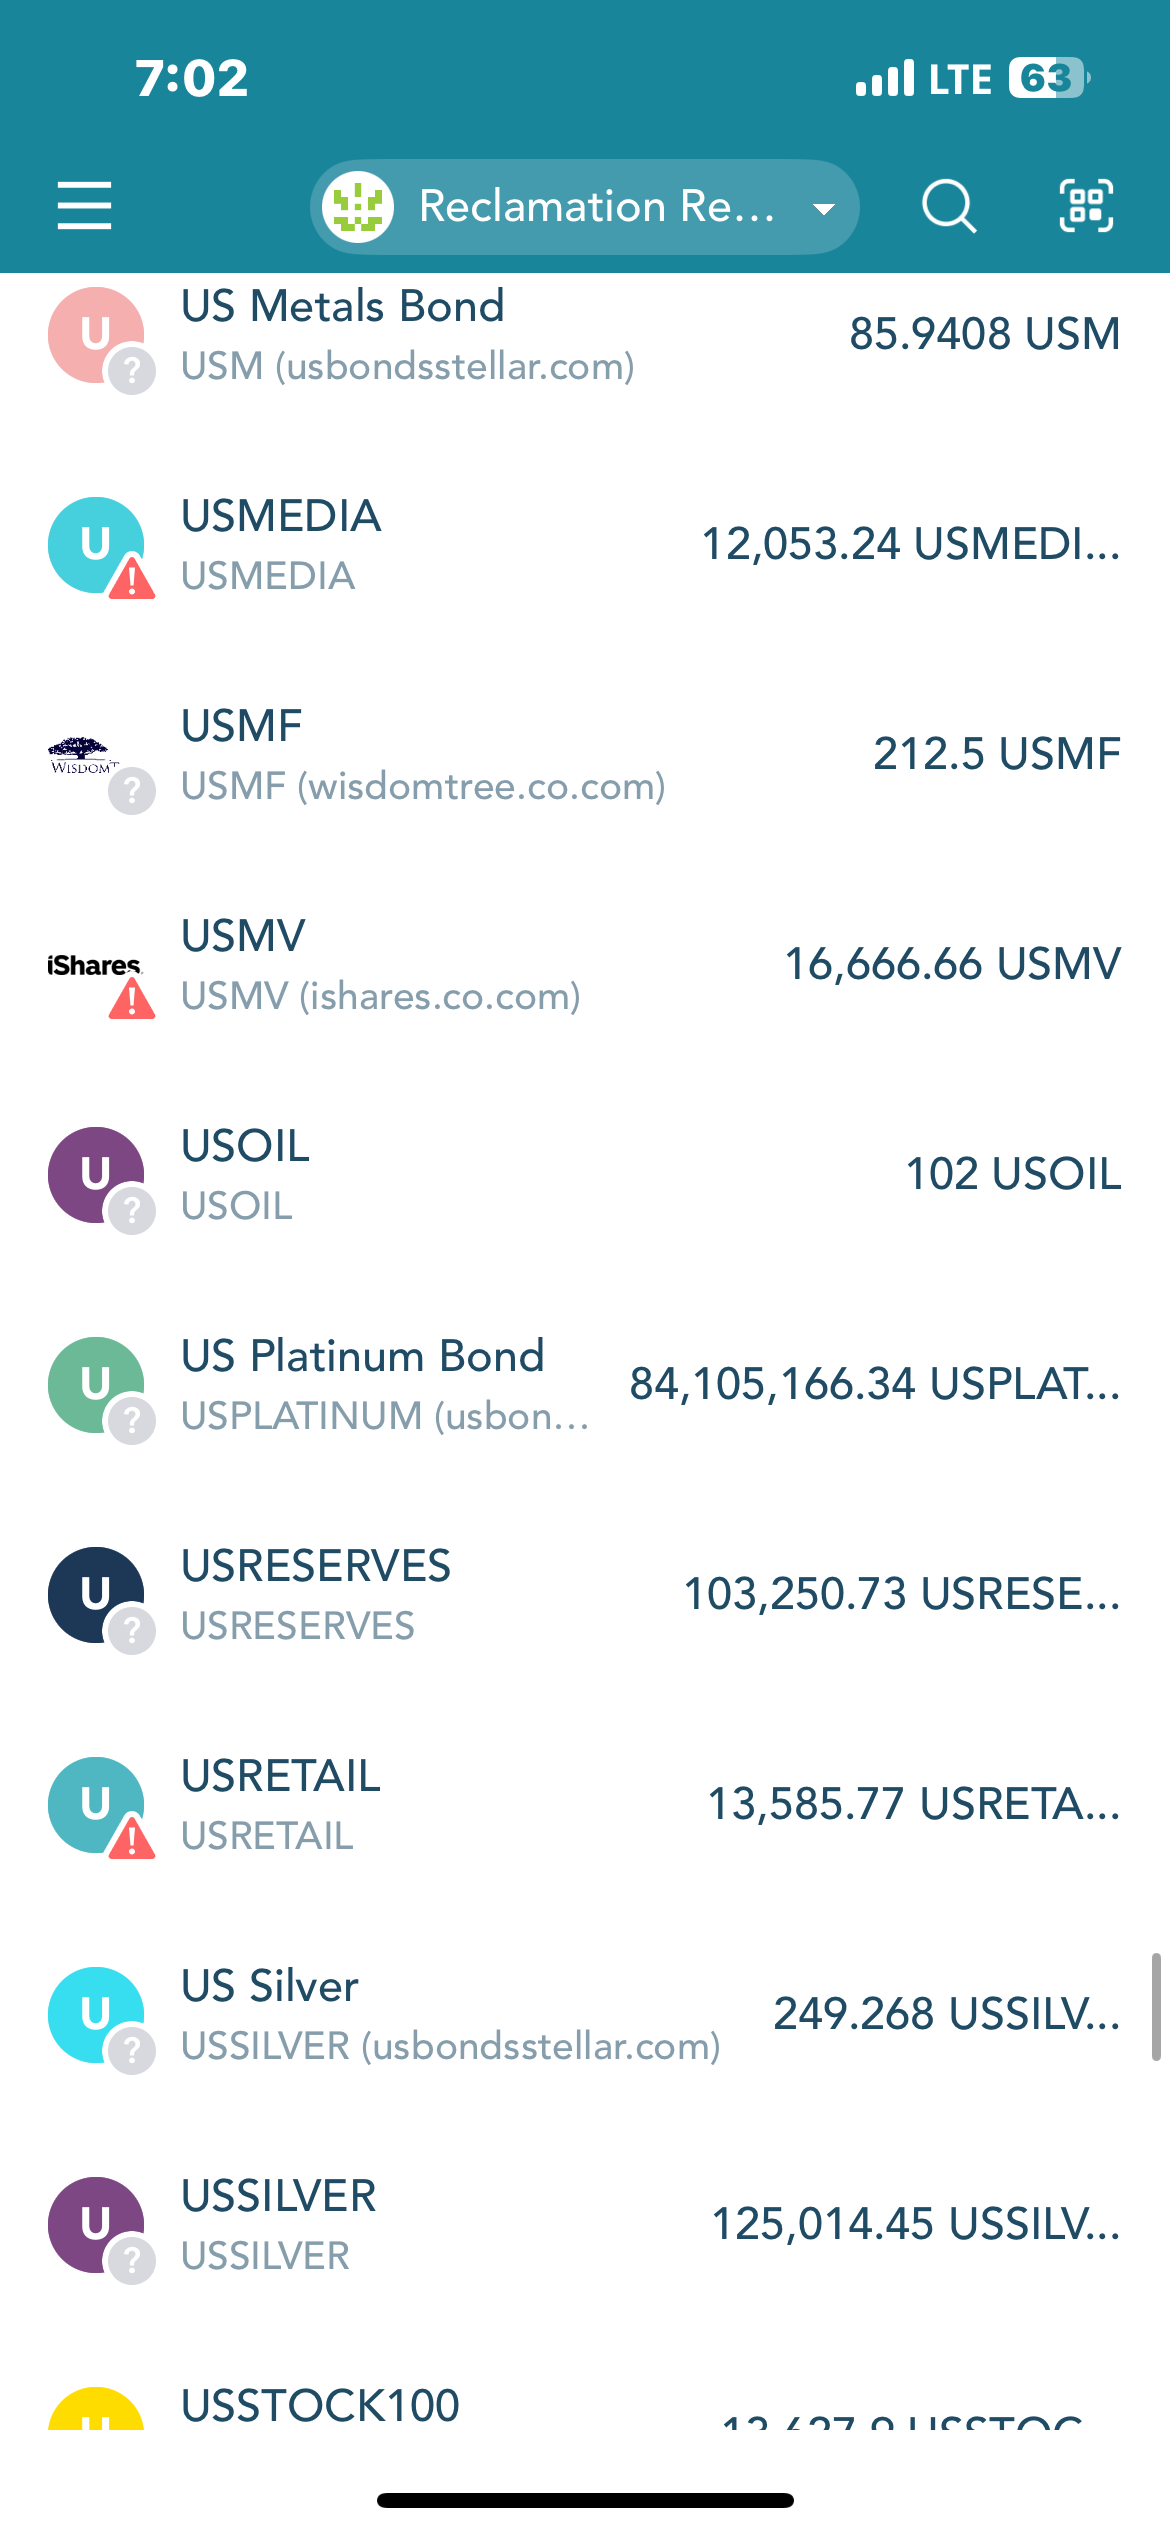 7:02
LTE 63
Reclamation Re...
U
US Metals Bond
85.9408 USM
?
USM (usbondsstellar.com)
U
USMEDIA
12,053.24 USMEDI...
!
USMEDIA
USMF
212.5 USMF
WISDOMT
?
USMF (wisdomtree.co.com)
USMV
iShares.
16,666.66 USMV
!
USMV (ishares.co.com)
U
USOIL
102 USOIL
?
USOIL
U
US Platinum Bond
84,105,166.34 USPLAT...
?
USPLATINUM (usbon...
U
USRESERVES
103,250.73 USRESE...
?
USRESERVES
U
USRETAIL
13,585.77 USRETA...
!
USRETAIL
U
US Silver
249.268 USSILV...
?
USSILVER (usbondsstellar.com)
U
USSILVER
125,014.45 USSILV...
?
USSILVER
U
USSTOCK100